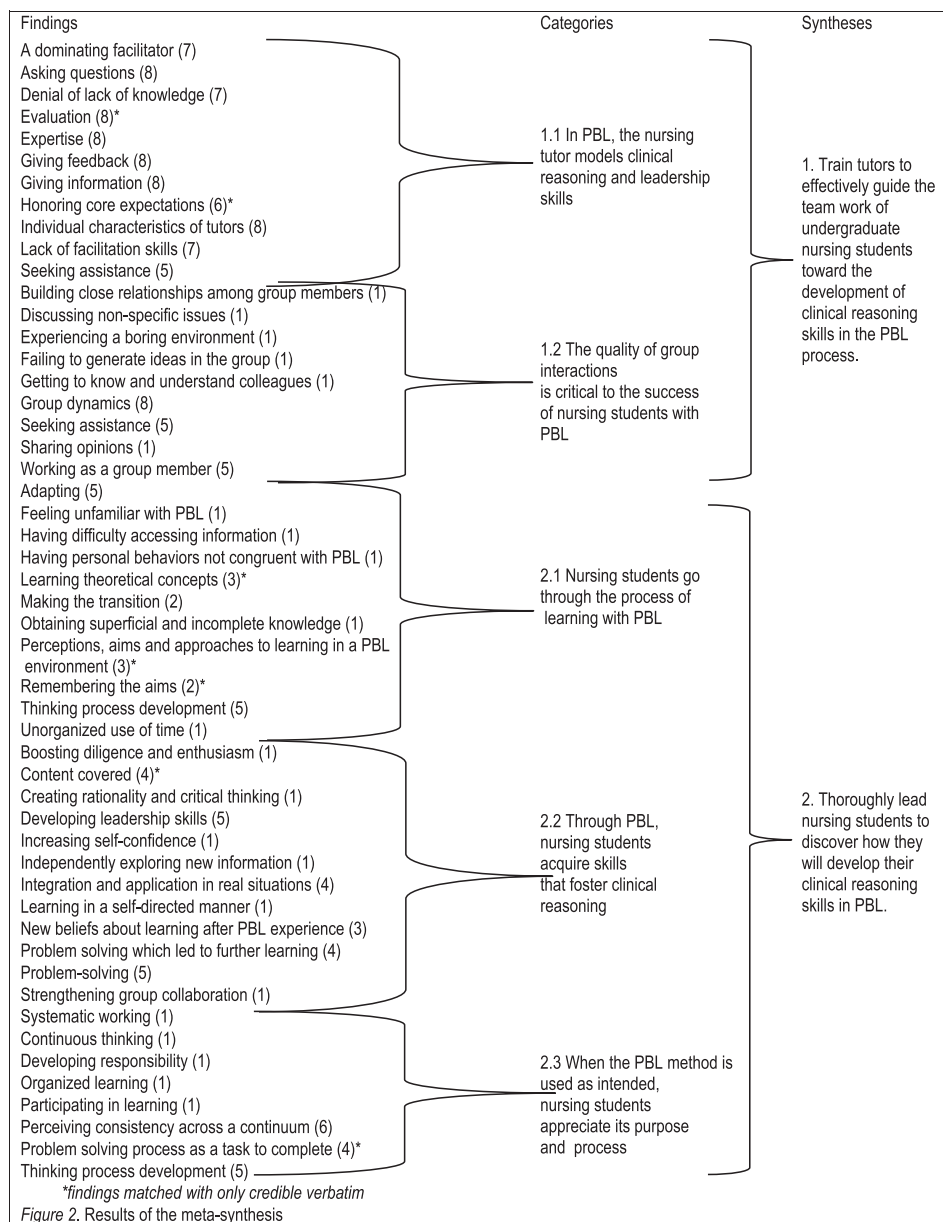 Findings
Categories
Syntheses
A dominating facilitator (7)
Asking questions (8)
Denial of lack of knowledge (7)
Evaluation (8)*
Expertise (8)
Giving feedback (8)
Giving information (8)
Honoring core expectations (6)*
Individual characteristics of tutors (8)
Lack of facilitation skills (7)
Seeking assistance (5)
Building close relationships among group members (1)
Discussing non-specific issues (1)
Experiencing a boring environment (1)
Failing to generate ideas in the group (1)
Getting to know and understand colleagues (1)
Group dynamics (8)
Seeking assistance (5)
Sharing opinions (1)
Working as a group member (5)
Adapting (5)
Feeling unfamiliar with PBL (1)
Having difficulty accessing information (1)
Having personal behaviors not congruent with PBL (1)
Learning theoretical concepts (3)*
Making the transition (2)
Obtaining superficial and incomplete knowledge (1)
Perceptions, aims and approaches to learning in a PBL
environment (3)*
Remembering the aims (2)*
Thinking process development (5)
Unorganized use of time (1)
Boosting diligence and enthusiasm (1)
Content covered (4)*
Creating rationality and critical thinking (1)
Developing leadership skills (5)
Increasing self-confidence (1)
Independently exploring new information (1)
Integration and application in real situations (4)
Learning in a self-directed manner (1)
New beliefs about learning after PBL experience (3)
Problem solving which led to further learning (4)
Problem-solving (5)
Strengthening group collaboration (1)
Systematic working (1)
Continuous thinking (1)
Developing responsibility (1)
Organized learning (1)
Participating in learning (1)
Perceiving consistency across a continuum (6)
Problem solving process as a task to complete (4)*
Thinking process development (5)
*findings matched with only credible verbatim
1.1 In PBL, the nursing
tutor models clinical
reasoning and leadership
skills
1.2 The quality of group
interactions
is critical to the success
of nursing students with
PBL
2.1 Nursing students go
through the process of
learning with PBL
2.2 Through PBL,
nursing students
acquire skills
that foster clinical
reasoning
2.3 When the PBL method is
used as intended,
nursing students
appreciate its purpose
and process
1. Train tutors to
effectively guide the
team work of
undergraduate
nursing students
toward the
development of
clinical reasoning
skills in the PBL
process.
2. Thoroughly lead
nursing students to
discover how they
will develop their
clinical reasoning
skills in PBL.
Figure 2. Results of the meta-synthesis